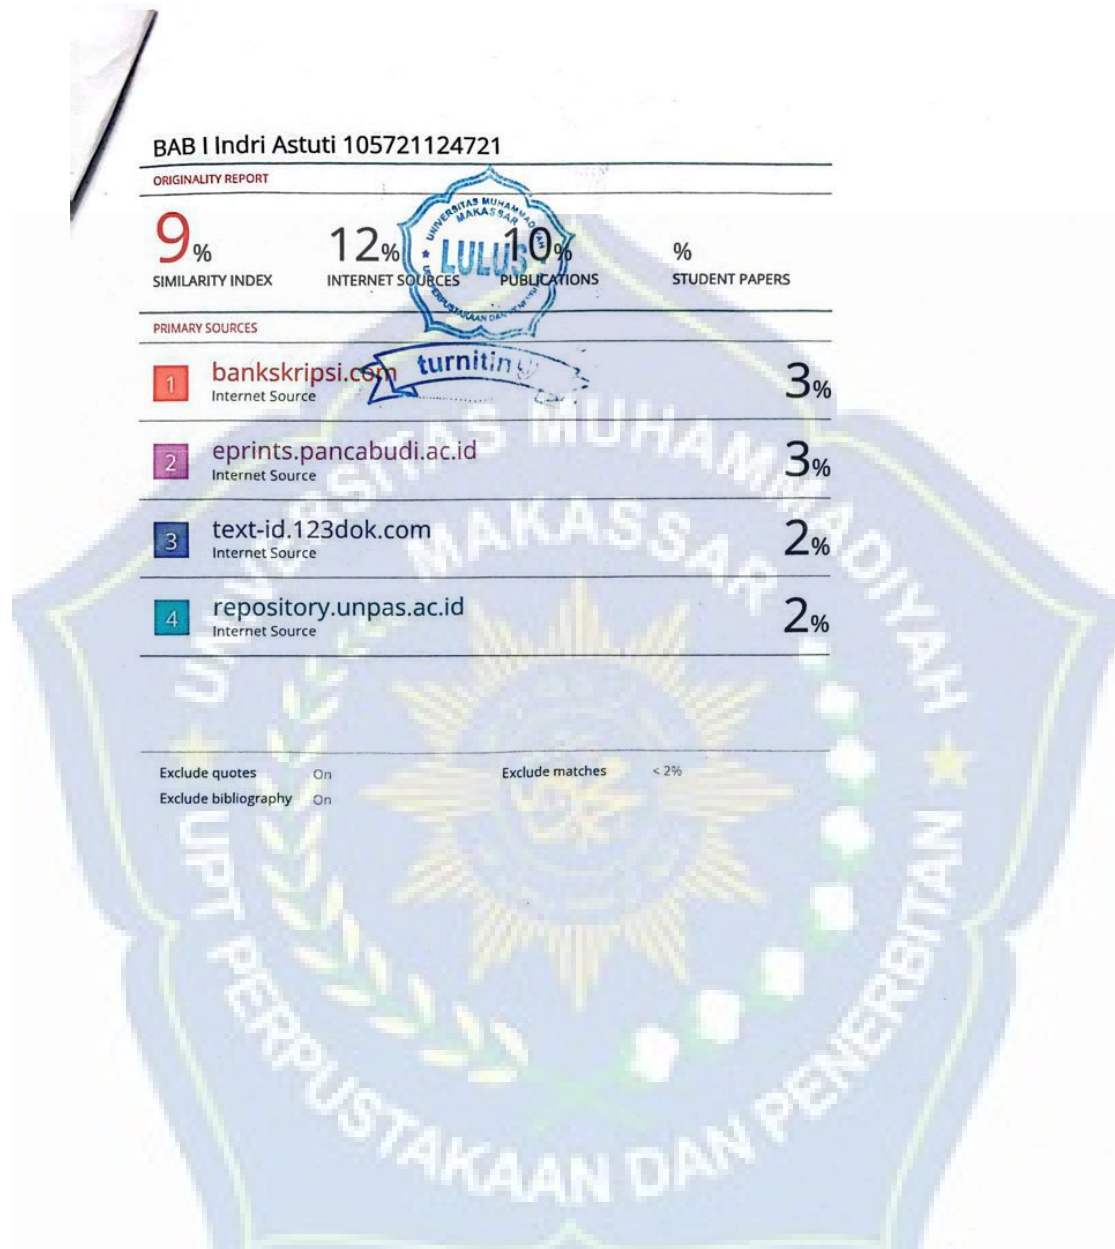 BAB I Indri Astuti 105721124721
ORIGINALITY REPORT
9% 12% 10% %
SIMILARITY INDEX INTERNET SOURCES PUBLICATIONS STUDENT PAPERS
UNIVERSITAS MUHAMMADIYAH
MAKASSAR
LULUS
turnitin
PRIMARY SOURCES
1 bankskripsi.com 3%
Internet Source
2 eprints.pancabudi.ac.id 3%
Internet Source
3 text-id.123dok.com 2%
Internet Source
4 repository.unpas.ac.id 2%
Internet Source
Exclude quotes On Exclude matches < 2%
Exclude bibliography On
UNIVERSITAS MUHAMMADIYAH
MAKASSAR
UPT PERPUSTAKAAN DAN PENERBITAN